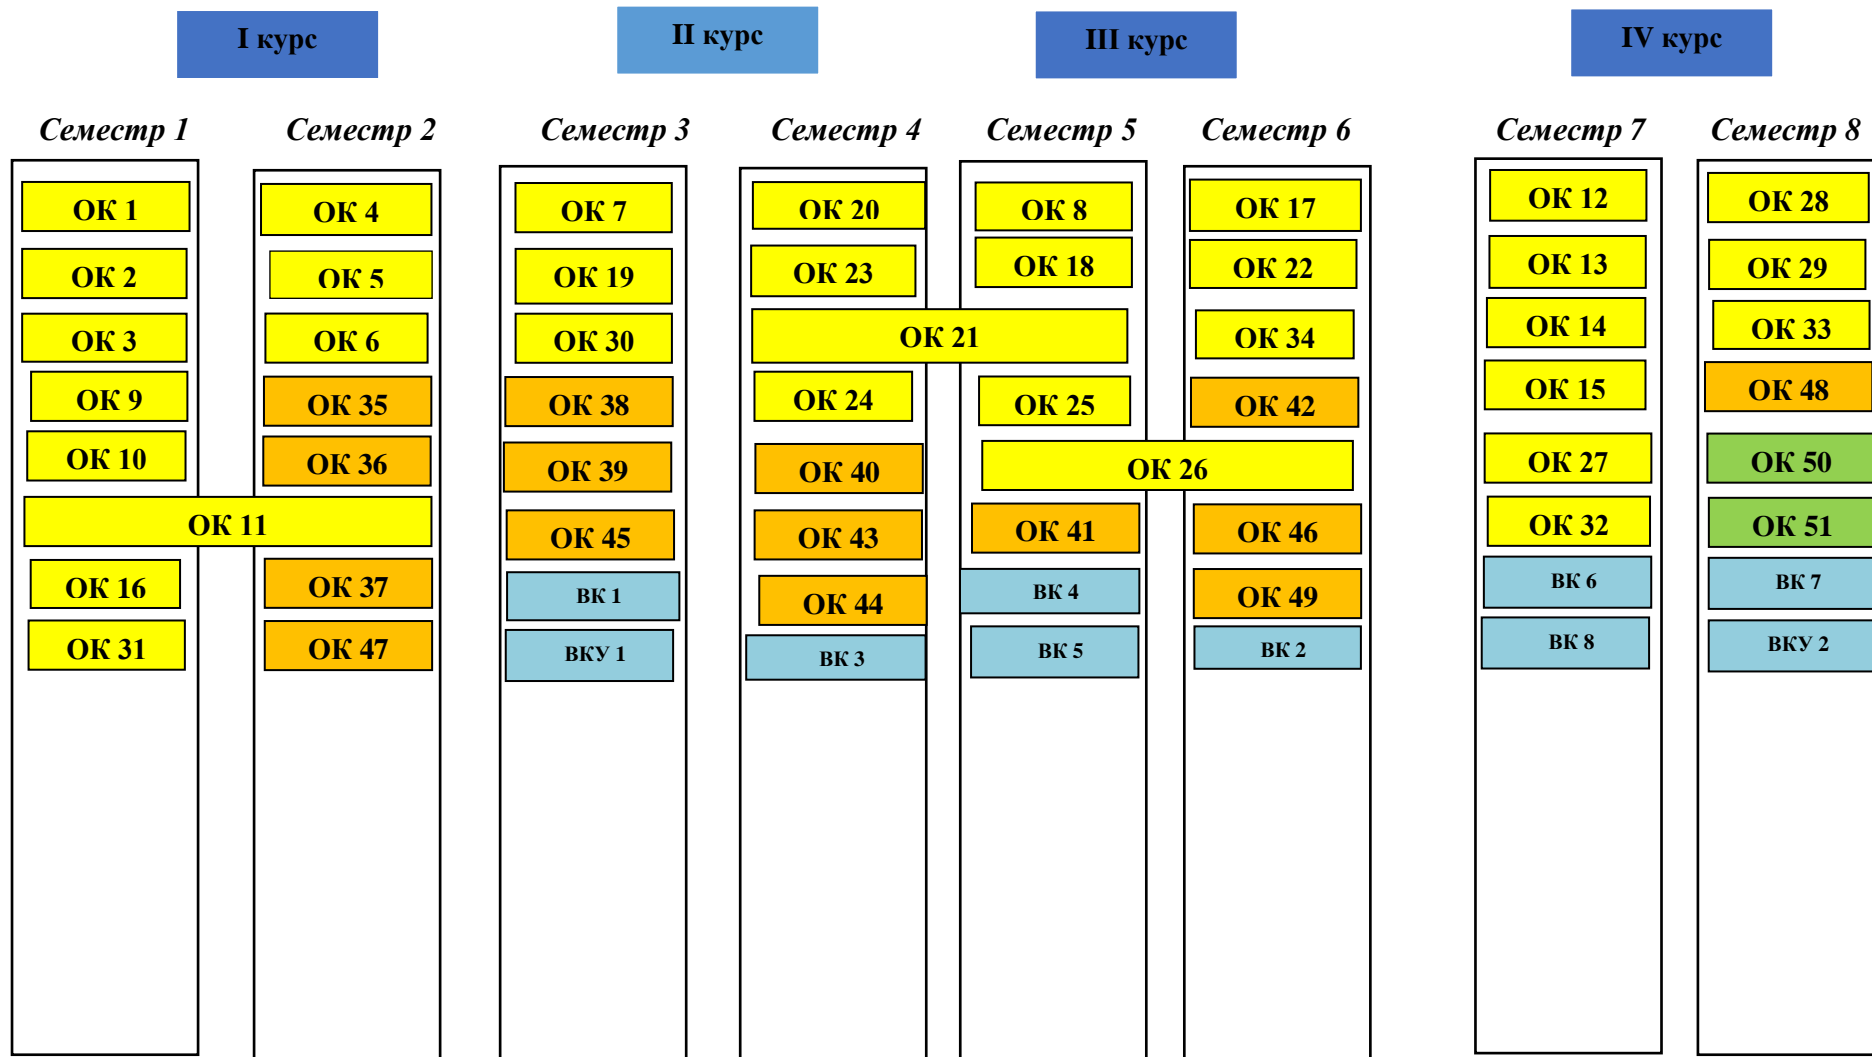 I курс
II курс
III курс
IV курс
Семестр 1
Семестр 2
Семестр 3
Семестр 4
Семестр 5
Семестр 6
Семестр 7
Семестр 8
ОК 1
ОК 2
ОК 3
ОК 9
ОК 10
ОК 11
ОК 16
ОК 31
ОК 4
ОК 5
ОК 6
ОК 35
ОК 36
ОК 37
ОК 47
ОК 7
ОК 19
ОК 30
ОК 38
ОК 39
ОК 45
ВК 1
ВКУ 1
ОК 20
ОК 23
ОК 21
ОК 24
ОК 40
ОК 43
ОК 44
ВК 3
ОК 8
ОК 18
ОК 25
ОК 26
ОК 41
ВК 4
ВК 5
ОК 17
ОК 22
ОК 34
ОК 42
ОК 46
ОК 49
ВК 2
ОК 12
ОК 13
ОК 14
ОК 15
ОК 27
ОК 32
ВК 6
ВК 8
ОК 28
ОК 29
ОК 33
ОК 48
ОК 50
ОК 51
ВК 7
ВКУ 2